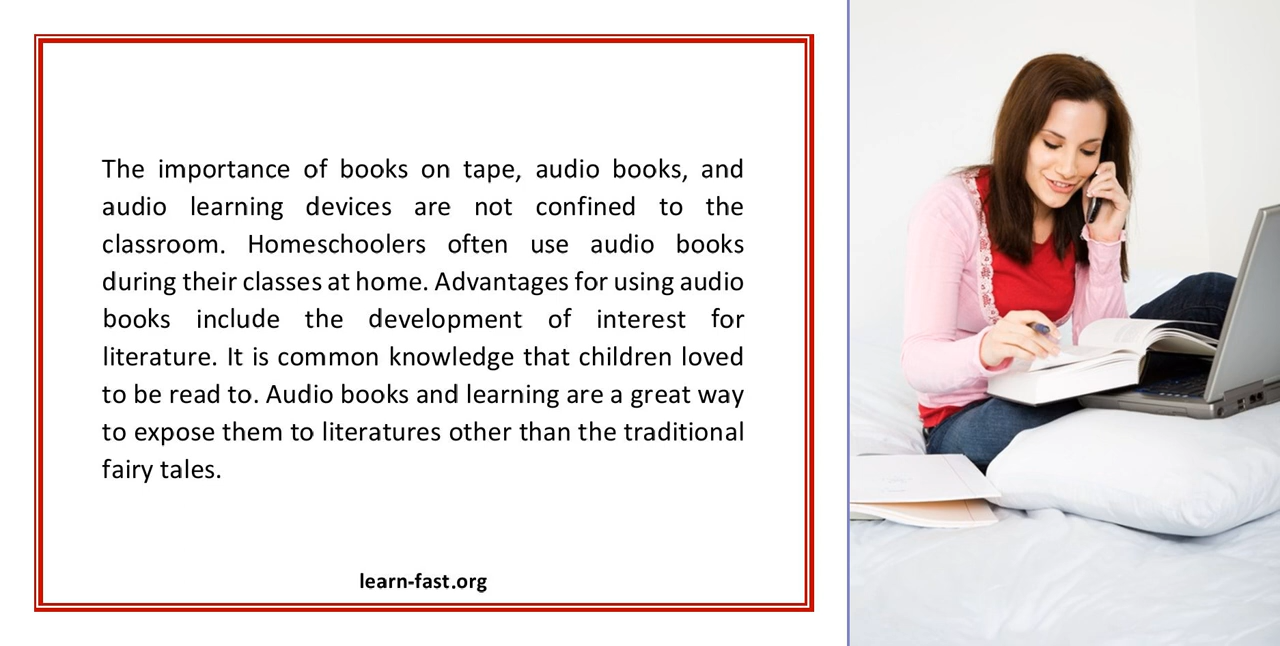 The importance of books on tape, audio books, and
audio learning devices are not confined to the
classroom. Homeschoolers often use audio books
during their classes at home. Advantages for using audio
books include the development of interest for
literature. It is common knowledge that children loved
to be read to. Audio books and learning are a great way
to expose them to literatures other than the traditional
fairy tales.
learn-fast.org